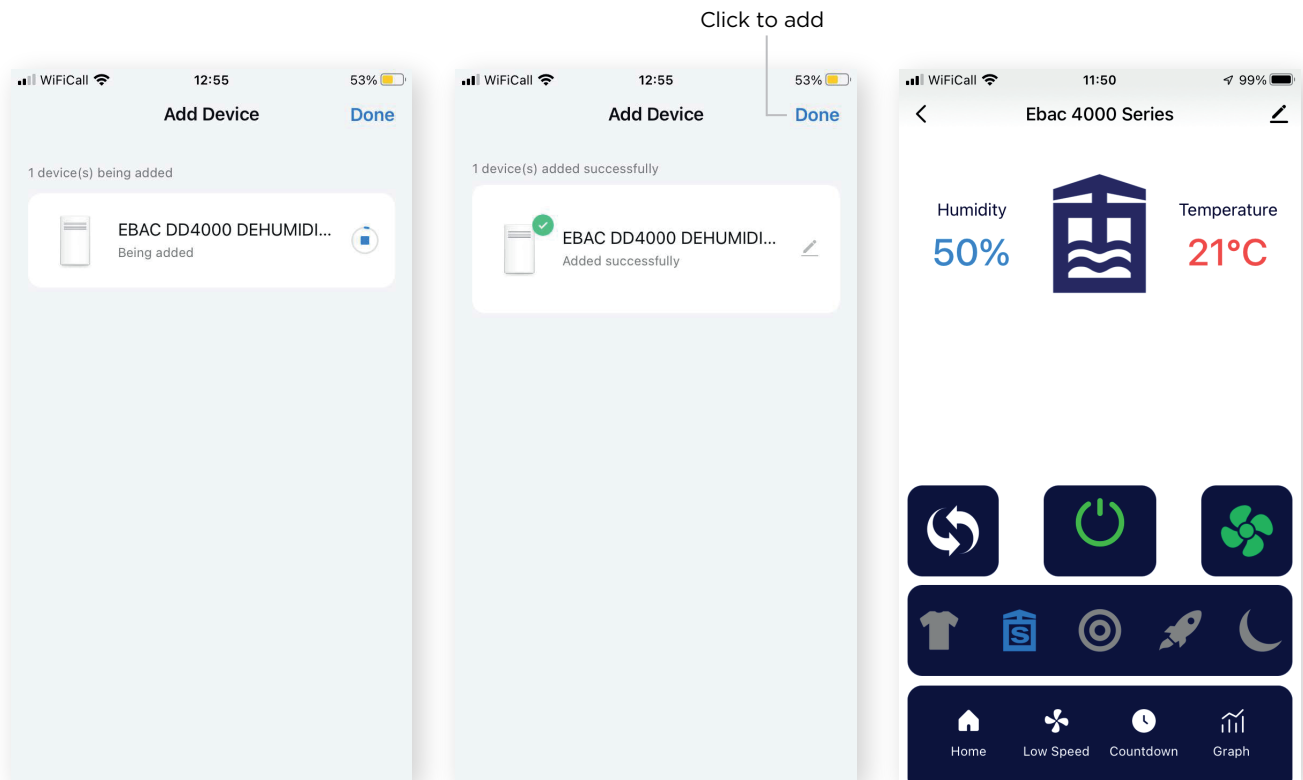 Click to add
WiFiCall 12:55 53%
Add Device Done
1 device(s) being added
EBAC DD4000 DEHUMIDI...
Being added
WiFiCall 12:55 53%
Add Device Done
1 device(s) added successfully
EBAC DD4000 DEHUMIDI...
Added successfully
WiFiCall 11:50 99%
Ebac 4000 Series
Humidity
50%
Temperature
21°C
S
Home Low Speed Countdown Graph